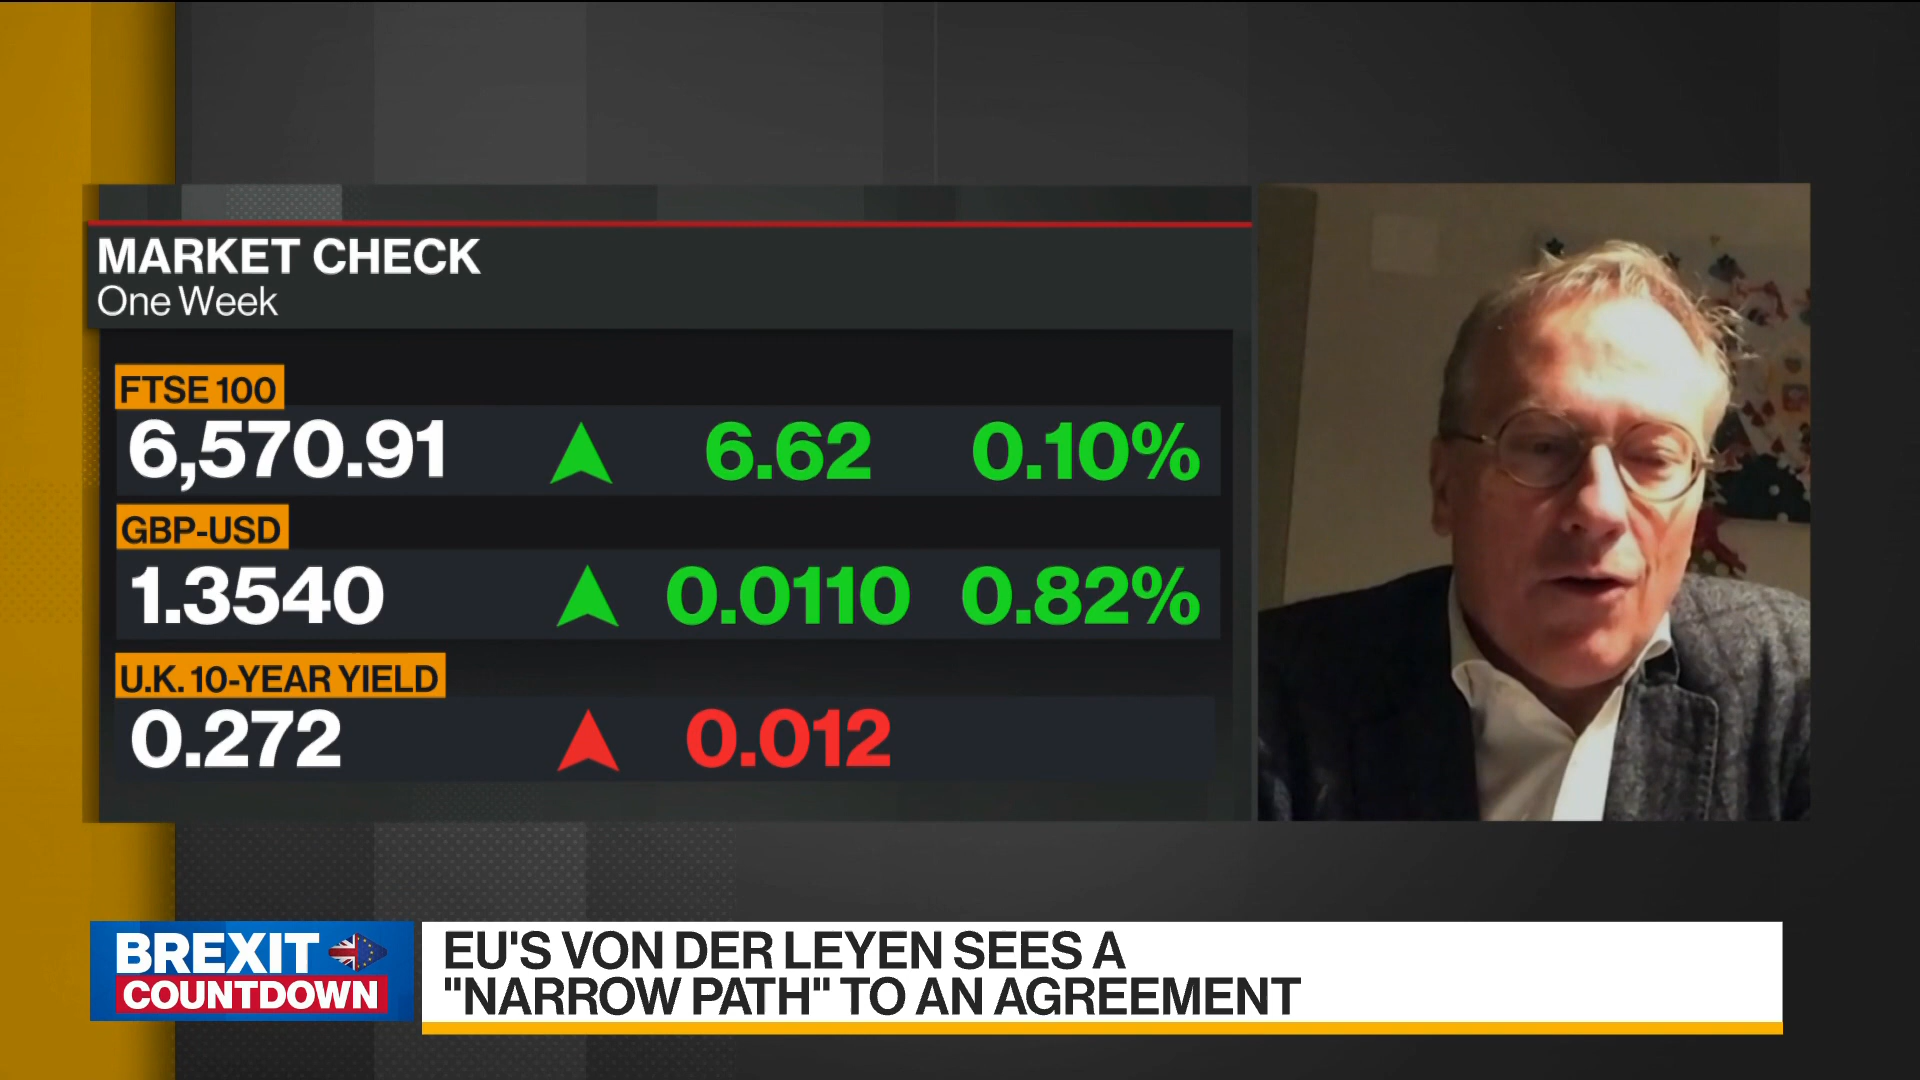 MARKET CHECK
One Week
FTSE 100
6,570.91 ▲ 6.62 0.10%
GBP-USD
1.3540 ▲ 0.0110 0.82%
U.K. 10-YEAR YIELD
0.272 ▲ 0.012
BREXIT
COUNTDOWN
EU'S VON DER LEYEN SEES A
"NARROW PATH" TO AN AGREEMENT